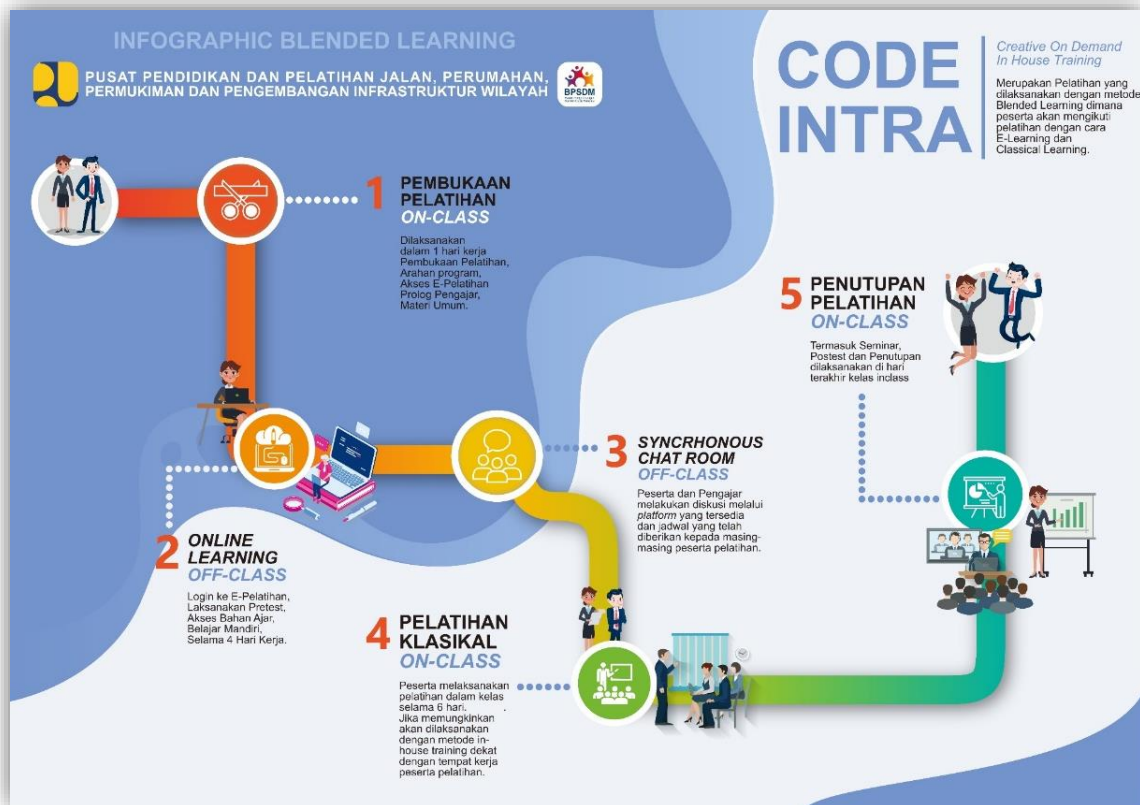 INFOGRAPHIC BLENDED LEARNING
PUSAT PENDIDIKAN DAN PELATIHAN JALAN, PERUMAHAN,
PERMUKIMAN DAN PENGEMBANGAN INFRASTRUKTUR WILAYAH
BPSDM
CODE
INTRA
Creative On Demand
In House Training
Merupakan Pelatihan yang
dilaksanakan dengan metode
Blended Learning dimana
peserta akan mengikuti
pelatihan dengan cara
E-Learning dan
Classical Learning.
1 PEMBUKAAN
PELATIHAN
ON-CLASS
Dilaksanakan
dalam 1 hari kerja
Pembukaan Pelatihan,
Arahan program,
Akses E-Pelatihan
Prolog Pengajar,
Materi Umum.
2 ONLINE
LEARNING
OFF-CLASS
Login ke E-Pelatihan,
Laksanakan Pretest,
Akses Bahan Ajar,
Belajar Mandiri,
Selama 4 Hari Kerja.
3 SYNCRHONOUS
CHAT ROOM
OFF-CLASS
Peserta dan Pengajar
melakukan diskusi melalui
platform yang tersedia
dan jadwal yang telah
diberikan kepada masing-
masing peserta pelatihan.
4 PELATIHAN
KLASIKAL
ON-CLASS
Peserta melaksanakan
pelatihan dalam kelas
selama 6 hari.
Jika memungkinkan
akan dilaksanakan
dengan metode in-
house training dekat
dengan tempat kerja
peserta pelatihan.
5 PENUTUPAN
PELATIHAN
ON-CLASS
Termasuk Seminar,
Postest dan Penutupan
dilaksanakan di hari
terakhir kelas inclass